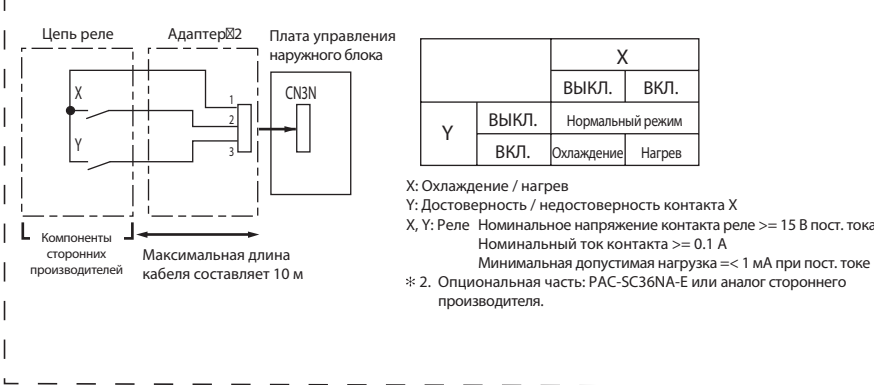 Цепь реле
Адаптер 2
Плата управления
наружного блока
X
Y
1
2
3
CN3N
Компоненты
сторонних
производителей
Максимальная длина
кабеля составляет 10 м
X
ВЫКЛ. ВКЛ.
Y
ВЫКЛ. Нормальный режим
ВКЛ. Охлаждение Нагрев
X: Охлаждение / нагрев
Y: Достоверность / недостоверность контакта X
X, Y: Реле Номинальное напряжение контакта реле >= 15 В пост. тока
Номинальный ток контакта >= 0.1 А
Минимальная допустимая нагрузка =< 1 мА при пост. токе
＊ 2. Опциональная часть: PAC-SC36NA-E или аналог стороннего
производителя.